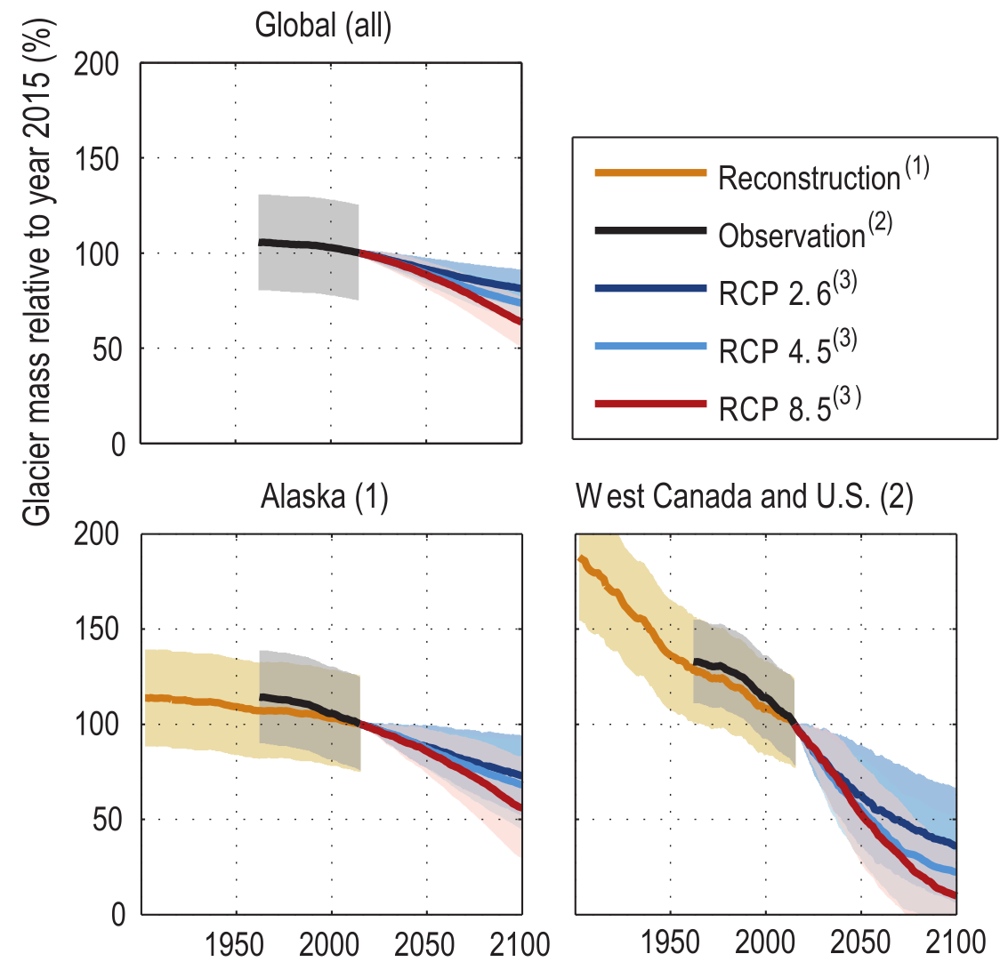 Global (all)
Glacier mass relative to year 2015 (%)
200
150
100
50
0
Reconstruction(1)
Observation(2)
RCP 2.6(3)
RCP 4.5(3)
RCP 8.5(3)
Alaska (1)
200
150
100
50
0
1950 2000 2050 2100
West Canada and U.S. (2)
1950 2000 2050 2100